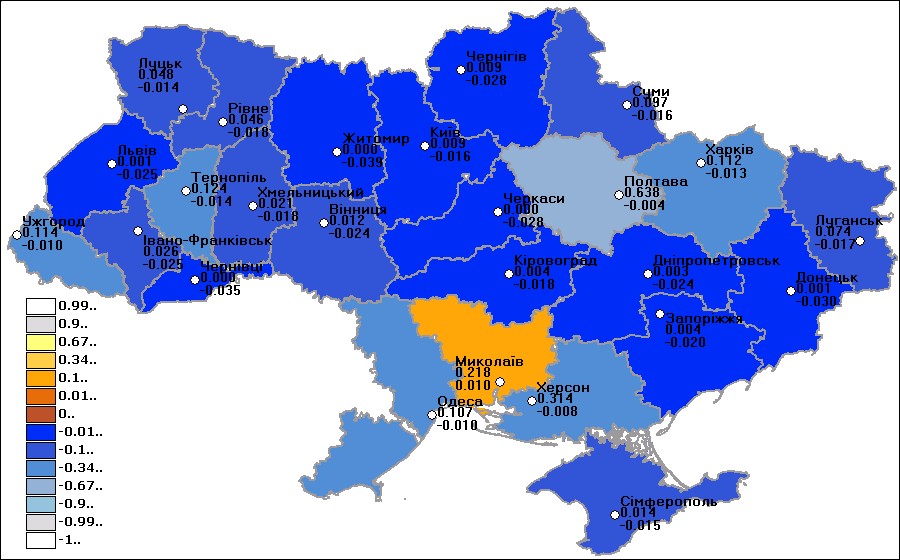 Луцьк
0.048
-0.014
Рівне
0.046
-0.018
Житомир
0.000
-0.039
Київ
0.009
-0.016
Чернігів
0.009
-0.028
Суми
0.097
-0.016
Львів
0.001
-0.025
Тернопіль
0.124
-0.014
Хмельницький
0.021
-0.018
Вінниця
0.012
-0.024
Черкаси
0.000
-0.028
Полтава
0.638
-0.004
Харків
0.112
-0.013
Луганськ
0.074
-0.017
Ужгород
0.114
-0.010
Івано-Франківськ
0.026
-0.025
Чернівці
0.000
-0.035
Кіровоград
0.004
-0.018
Дніпропетровськ
0.003
-0.024
Донецьк
0.001
-0.030
Запоріжжя
0.004
-0.020
Миколаїв
0.218
0.010
Херсон
0.314
-0.008
Одеса
0.107
-0.010
Сімферополь
0.014
-0.015
0.99..
0.9..
0.67..
0.34..
0.1..
0.01..
0..
-0.01..
-0.1..
-0.34..
-0.67..
-0.9..
-0.99..
-1..